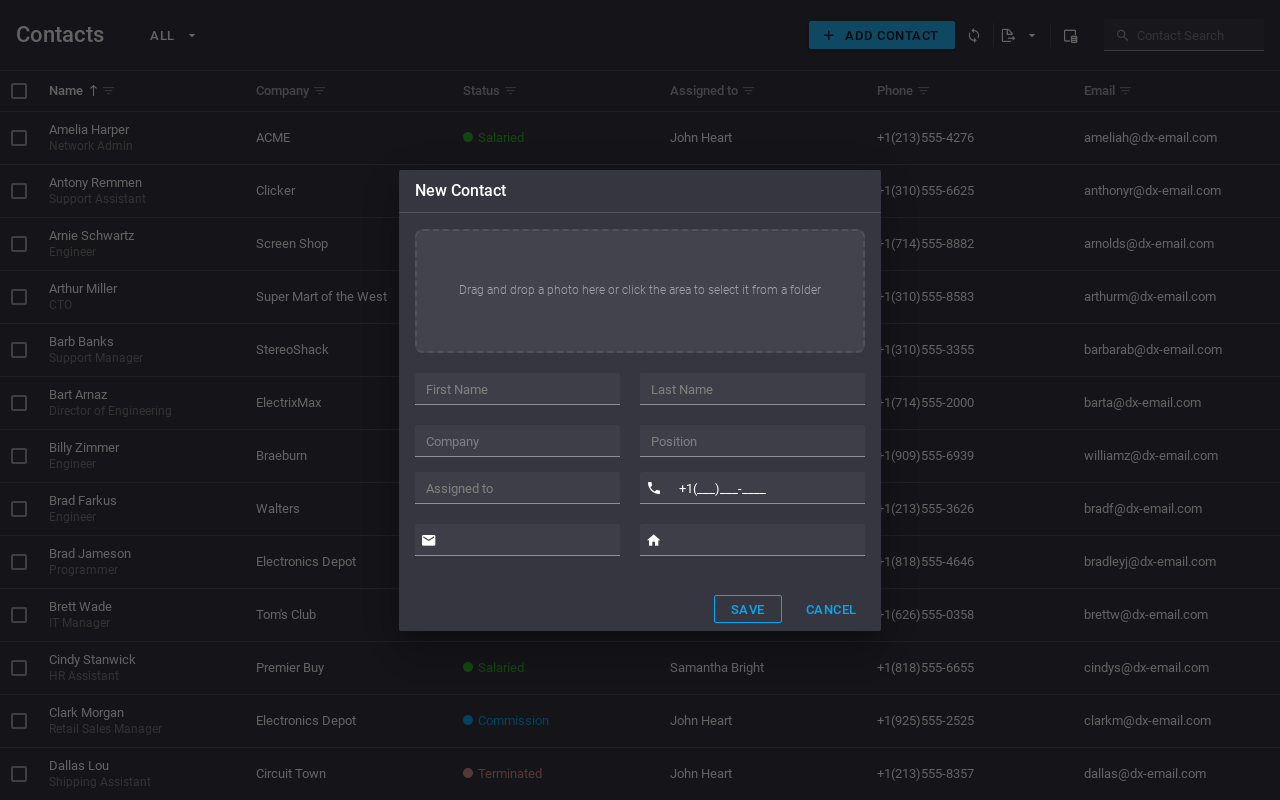 Contacts ALL ADD CONTACT Contact Search
Name Company Status Assigned to Phone Email
Amelia Harper
Network Admin
ACME Salaried John Heart +1(213)555-4276 ameliah@dx-email.com
Antony Remmen
Support Assistant
Clicker +1(310)555-6625 anthonyr@dx-email.com
Arnie Schwartz
Engineer
Screen Shop +1(714)555-8882 arnolds@dx-email.com
Arthur Miller
CTO
Super Mart of the West +1(310)555-8583 arthurm@dx-email.com
Barb Banks
Support Manager
StereoShack +1(310)555-3355 barbarab@dx-email.com
Bart Arnaz
Director of Engineering
ElectrixMax +1(714)555-2000 barta@dx-email.com
Billy Zimmer
Engineer
Braeburn +1(909)555-6939 williamz@dx-email.com
Brad Farkus
Engineer
Walters +1(213)555-3626 bradf@dx-email.com
Brad Jameson
Programmer
Electronics Depot +1(818)555-4646 bradleyj@dx-email.com
Brett Wade
IT Manager
Tom's Club +1(626)555-0358 brettw@dx-email.com
Cindy Stanwick
HR Assistant
Premier Buy Salaried Samantha Bright +1(818)555-6655 cindys@dx-email.com
Clark Morgan
Retail Sales Manager
Electronics Depot Commission John Heart +1(925)555-2525 clarkm@dx-email.com
Dallas Lou
Shipping Assistant
Circuit Town Terminated John Heart +1(213)555-8357 dallas@dx-email.com
New Contact
Drag and drop a photo here or click the area to select it from a folder
First Name Last Name
Company Position
Assigned to +1(___)___-____
SAVE CANCEL